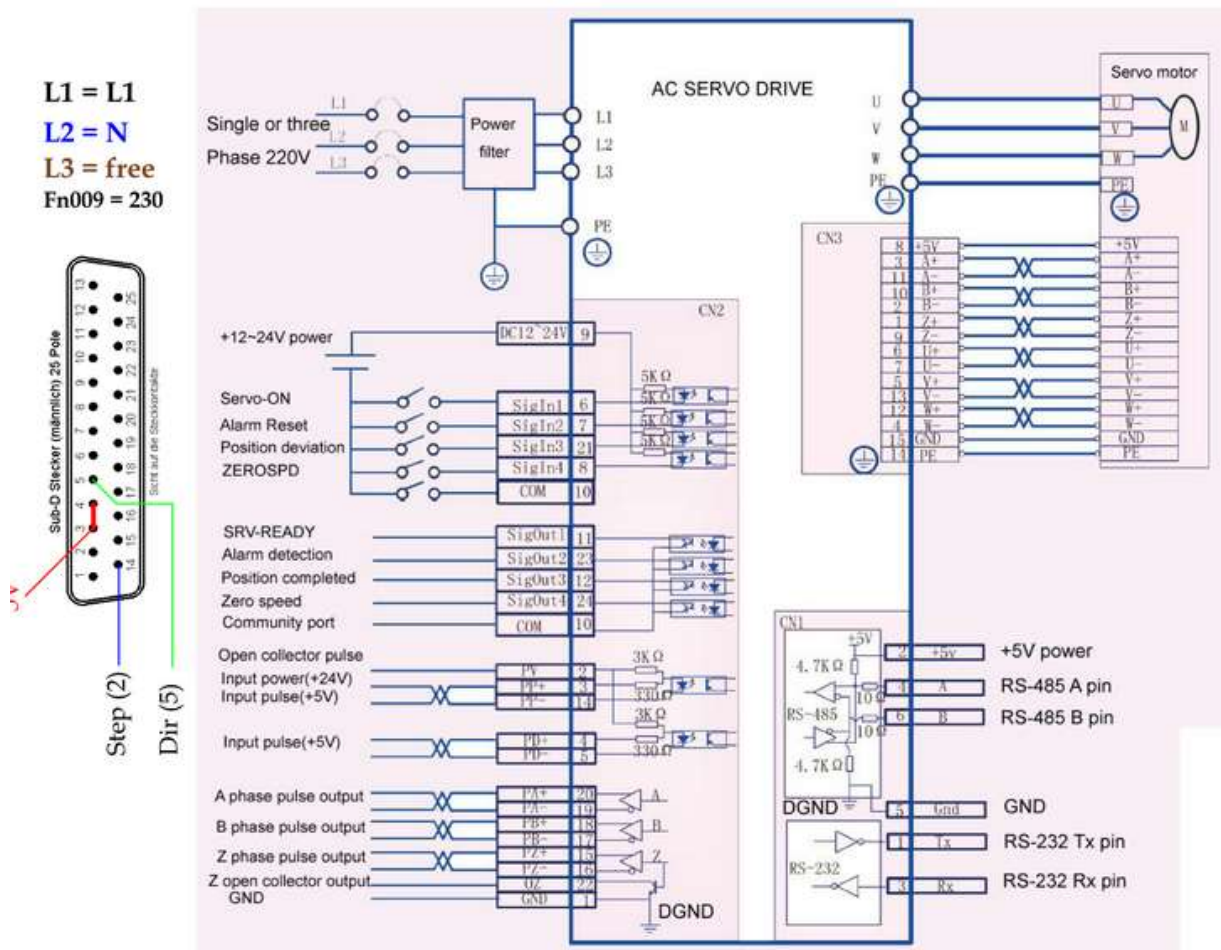 L1 = L1
L2 = N
L3 = free
Fn009 = 230
Sub-D Stecker (männlich) 25 Pole
Sicht auf die Steckkontakte
13
12
11
10
9
8
7
6
5
4
3
2
1
25
24
23
22
21
20
19
18
17
16
15
14
Step (2)
Dir (5)
AC SERVO DRIVE
Single or three
Phase 220V
L1
L2
L3
Power
filter
L1
L2
L3
PE
U
V
W
PE
Servo motor
U
V
W
PE
M
CN3
8 +5V +5V
3 A+ A+
11 A- A-
10 B+ B+
2 B- B-
1 Z+ Z+
9 Z- Z-
6 U+ U+
7 U- U-
5 V+ V+
13 V- V-
12 W+ W+
4 W- W-
15 GND GND
14 PE PE
CN2
+12~24V power
DC12~24V 9
5KΩ
5KΩ
5KΩ
5KΩ
Servo-ON SigIn1 6
Alarm Reset SigIn2 7
Position deviation SigIn3 21
ZEROSPD SigIn4 8
COM 10
SRV-READY SigOut1 11
Alarm detection SigOut2 23
Position completed SigOut3 12
Zero speed SigOut4 24
Community port COM 10
Open collector pulse
Input power(+24V) PV 2
Input pulse(+5V) PP+ 3
PP- 14
3KΩ
330Ω
3KΩ
330Ω
Input pulse(+5V) PD+ 4
PD- 5
A phase pulse output PA+ 20
PA- 19
A
B phase pulse output PB+ 18
PB- 17
B
Z phase pulse output PZ+ 15
PZ- 16
Z
Z open collector output OZ 22
GND GND 1
DGND
CN1
+5V
4.7KΩ
RS-485
10Ω
10Ω
4.7KΩ
DGND
RS-232
2 +5v +5V power
4 A RS-485 A pin
6 B RS-485 B pin
5 Gnd GND
1 Tx RS-232 Tx pin
3 Rx RS-232 Rx pin